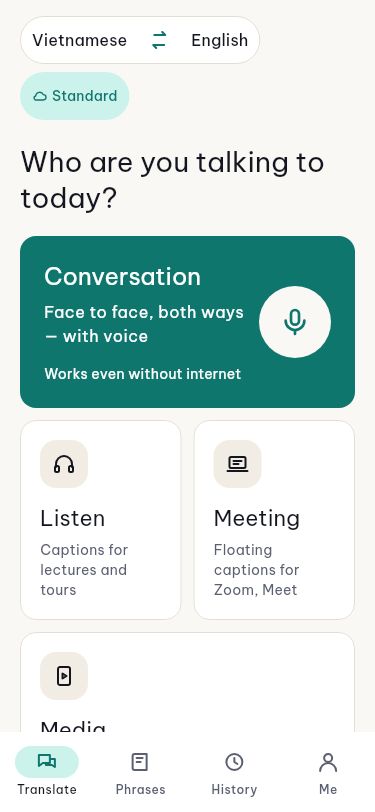 Vietnamese
English
Standard
Who are you talking to
today?
Conversation
Face to face, both ways
— with voice
Works even without internet
Listen
Captions for
lectures and
tours
Meeting
Floating
captions for
Zoom, Meet
Media
Translate
Phrases
History
Me